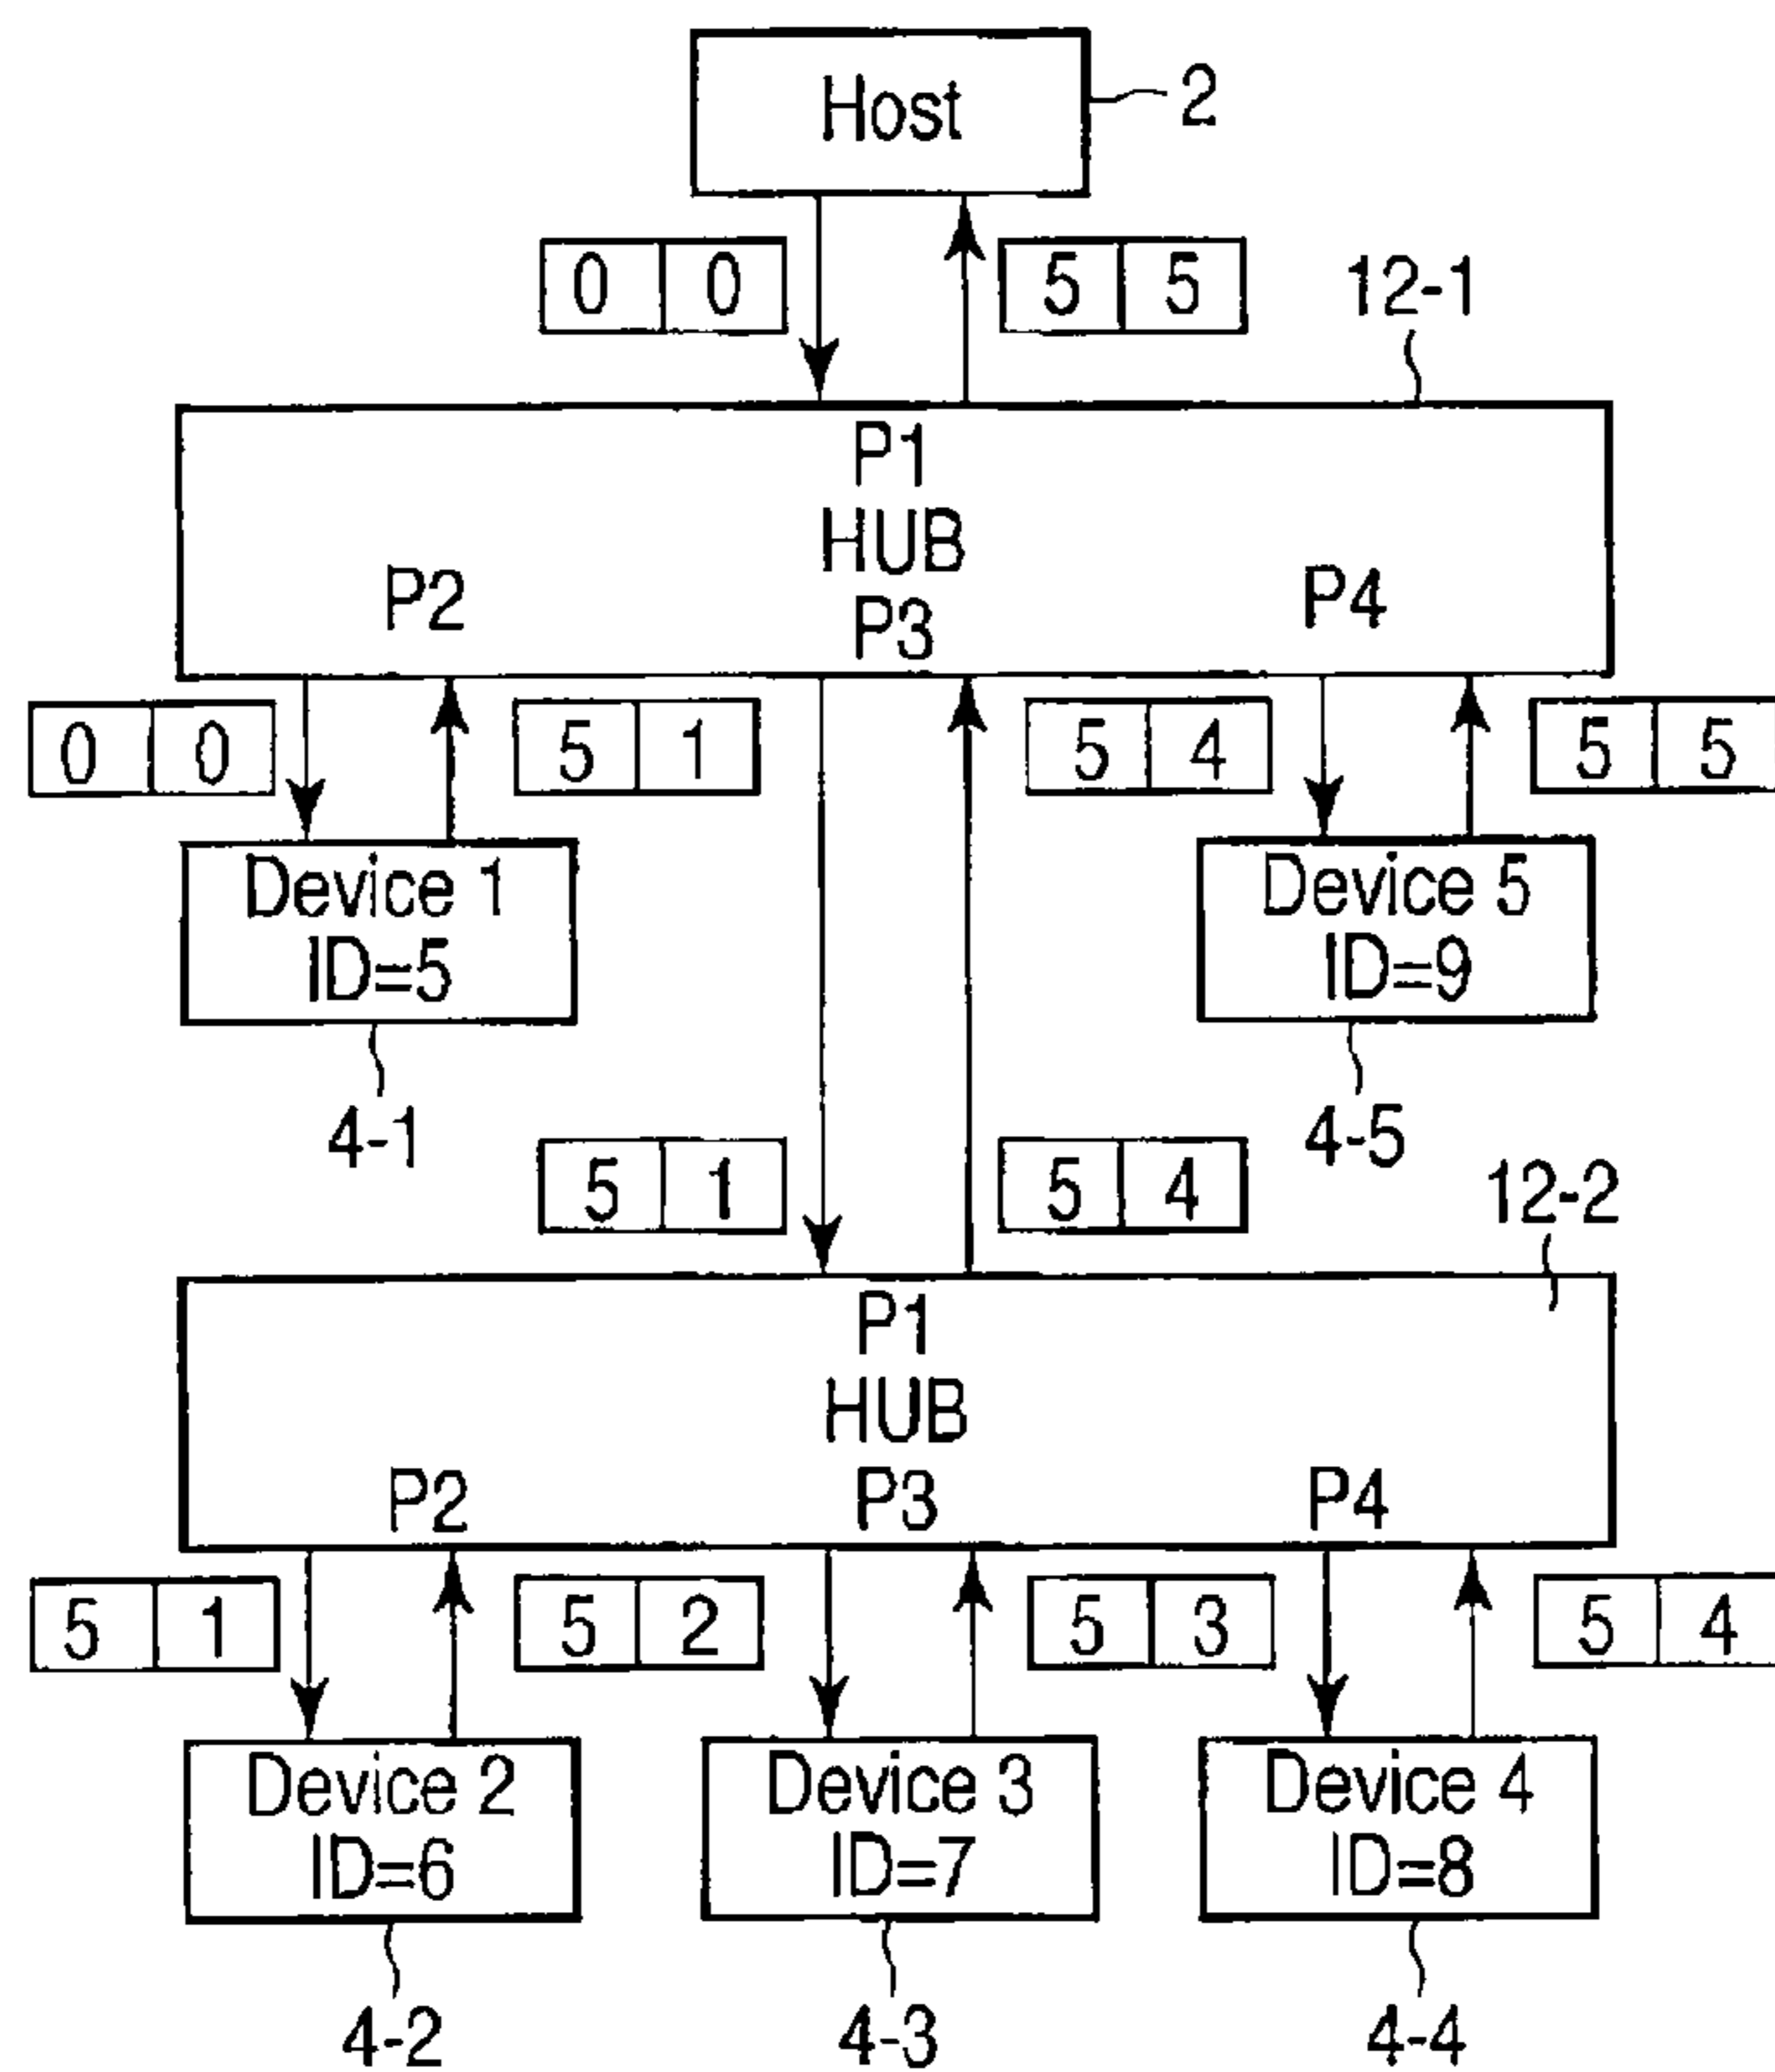 Host
2
0 0
5 5
12-1
P1
HUB
P2
P3
P4
0 0
5 1
5 4
5 5
Device 1
ID=5
Device 5
ID=9
4-1
4-5
5 1
5 4
12-2
P1
HUB
P2
P3
P4
5 1
5 2
5 3
5 4
Device 2
ID=6
Device 3
ID=7
Device 4
ID=8
4-2
4-3
4-4